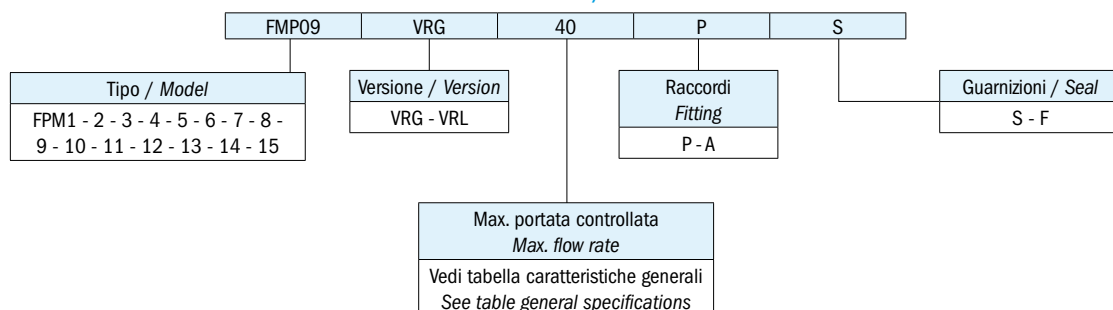 FMP09 VRG 40 P S
Tipo / Model
FPM1 - 2 - 3 - 4 - 5 - 6 - 7 - 8 -
9 - 10 - 11 - 12 - 13 - 14 - 15
Versione / Version
VRG - VRL
Raccordi
Fitting
P - A
Guarnizioni / Seal
S - F
Max. portata controllata
Max. flow rate
Vedi tabella caratteristiche generali
See table general specifications